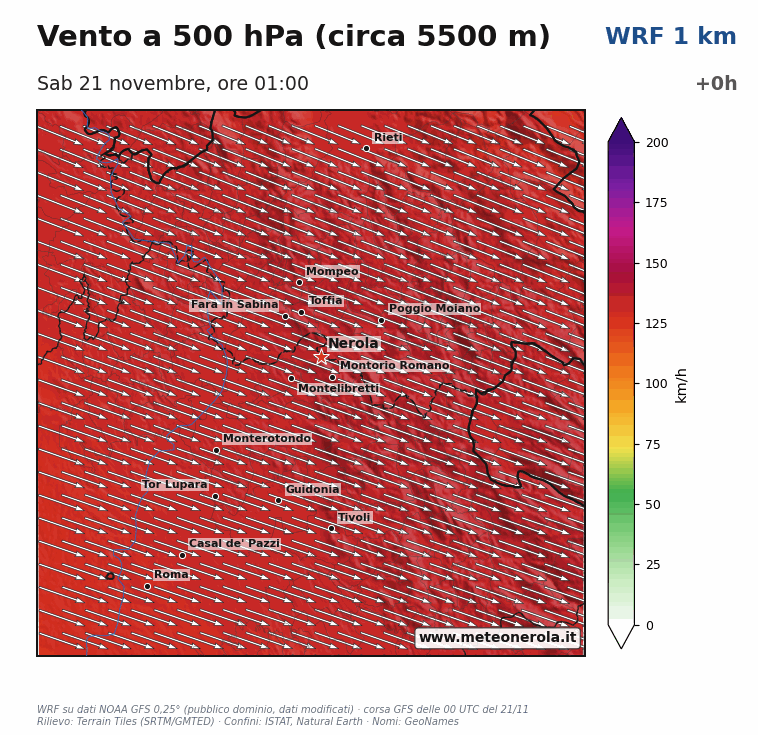 Vento a 500 hPa (circa 5500 m)
WRF 1 km
Sab 21 novembre, ore 01:00
+0h
Rieti
Mompeo
Fara in Sabina
Toffia
Poggio Moiano
Nerola
Montorio Romano
Montelibretti
Monterotondo
Tor Lupara
Guidonia
Tivoli
Casal de' Pazzi
Roma
www.meteonerola.it
200
175
150
125
100
75
50
25
0
km/h
WRF su dati NOAA GFS 0,25° (pubblico dominio, dati modificati) · corsa GFS delle 00 UTC del 21/11
Rilievo: Terrain Tiles (SRTM/GMTED) · Confini: ISTAT, Natural Earth · Nomi: GeoNames